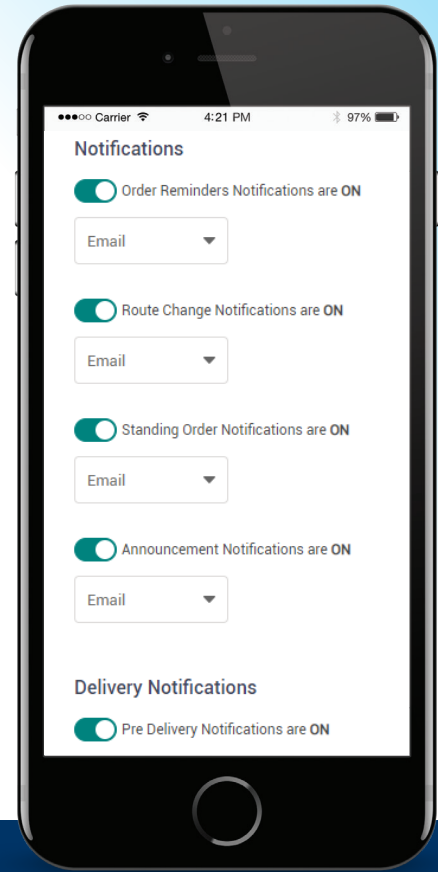 Carrier 4:21 PM 97%
Notifications
Order Reminders Notifications are ON
Email
Route Change Notifications are ON
Email
Standing Order Notifications are ON
Email
Announcement Notifications are ON
Email
Delivery Notifications
Pre Delivery Notifications are ON